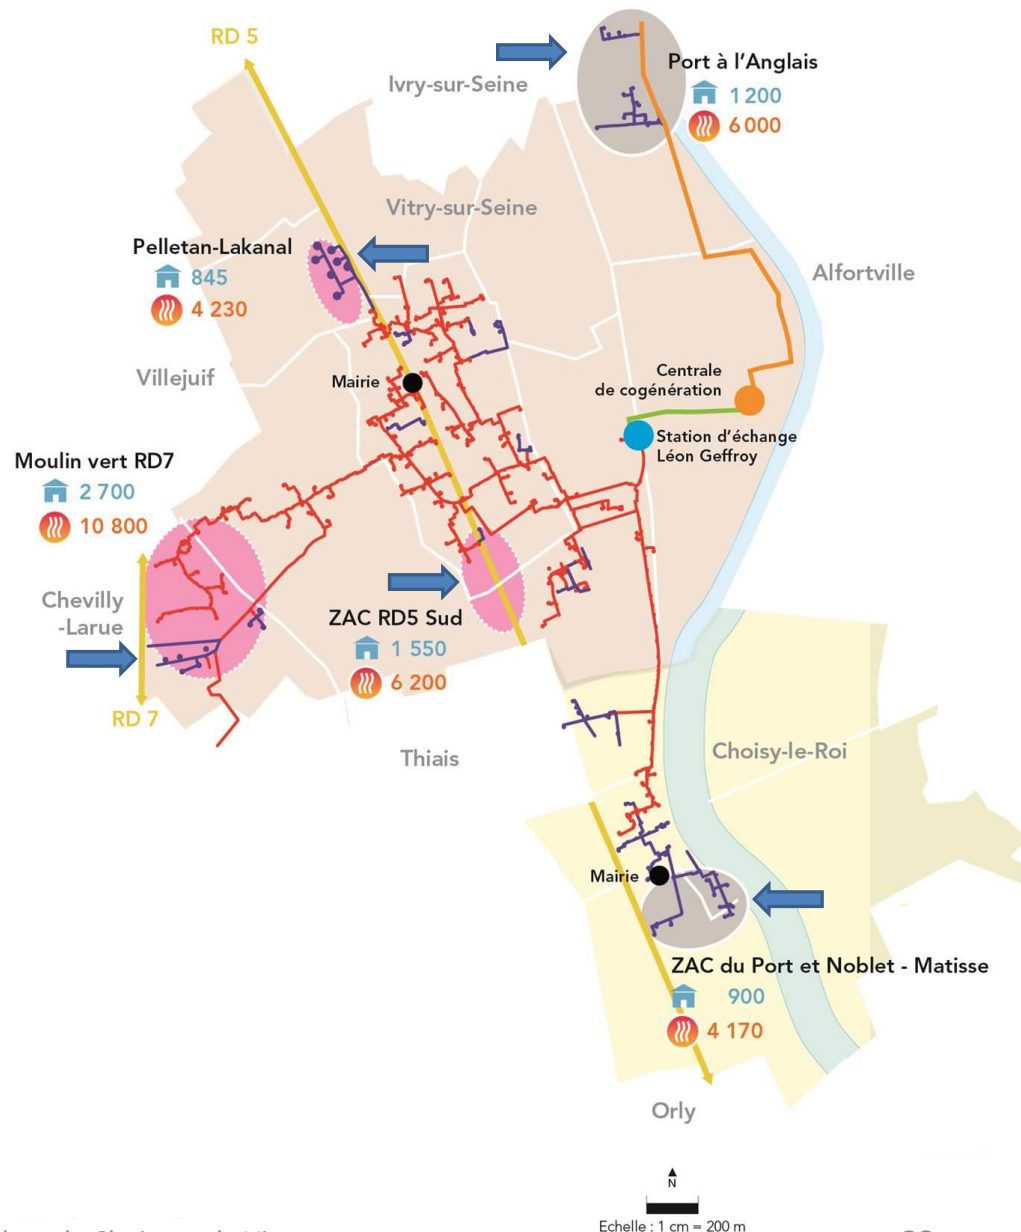 RD 5
Ivry-sur-Seine
Port à l’Anglais
1 200
6 000
Vitry-sur-Seine
Pelletan-Lakanal
845
4 230
Alfortville
Villejuif
Mairie
Centrale
de cogénération
Station d’échange
Léon Geffroy
Moulin vert RD7
2 700
10 800
Chevilly
-Larue
ZAC RD5 Sud
1 550
6 200
RD 7
Thiais
Choisy-le-Roi
Mairie
ZAC du Port et Noblet - Matisse
900
4 170
Orly
N
Echelle : 1 cm = 200 m